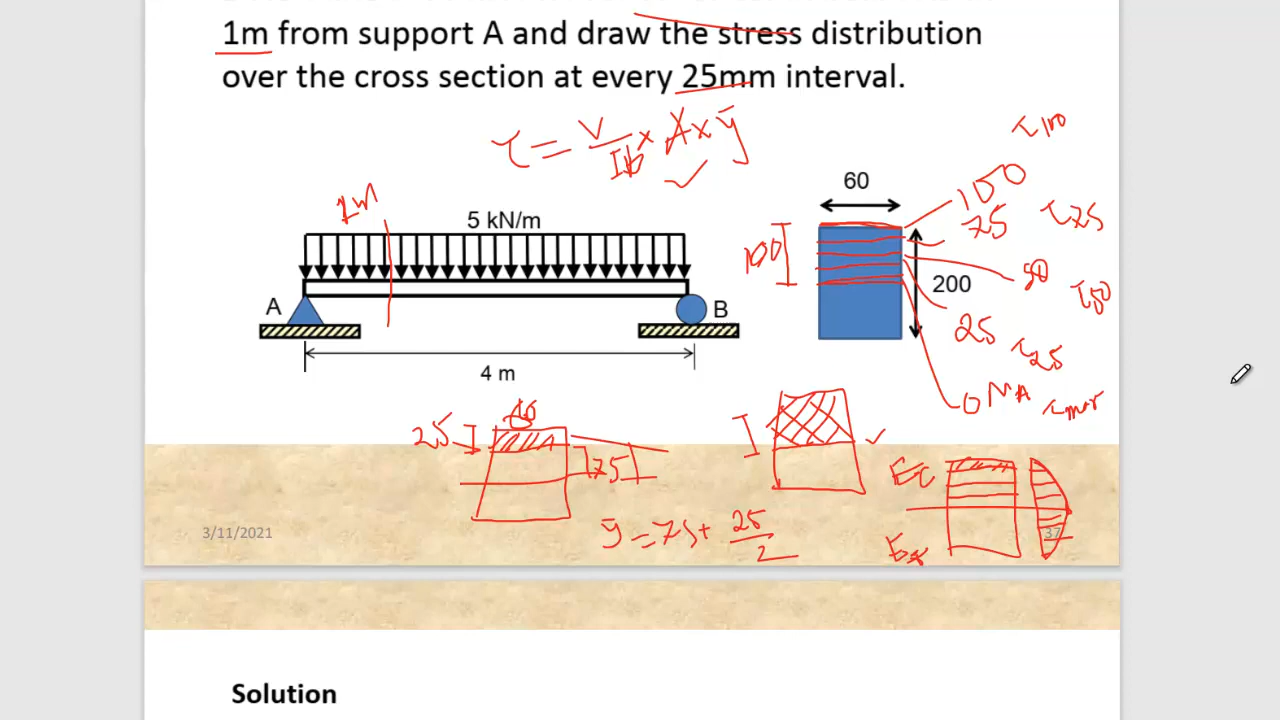 1m from support A and draw the stress distribution
over the cross section at every 25mm interval.
τ = V/Ib × A × ȳ
τ100
1m
5 kN/m
60
100
75
τ75
100
A
B
200
50
τ50
4 m
25
τ25
0 NA
τmax
25
75
ȳ = 75 + 25/2
3/11/2021
37
Solution